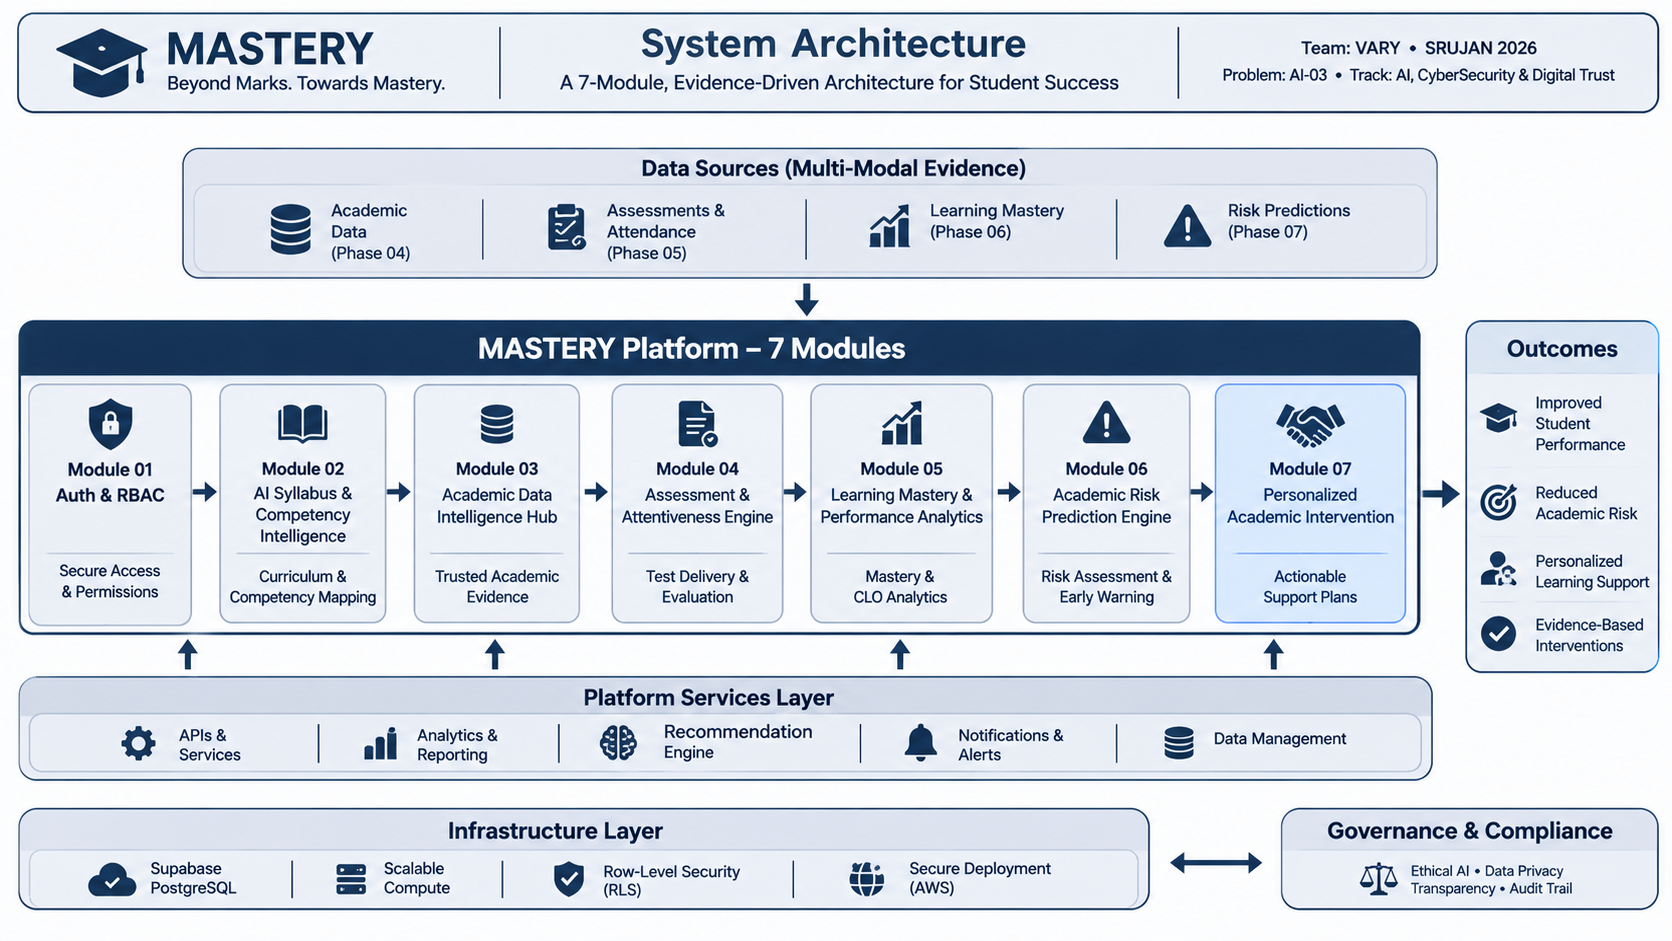 MASTERY
Beyond Marks. Towards Mastery.
System Architecture
A 7-Module, Evidence-Driven Architecture for Student Success
Team: VARY • SRUJAN 2026
Problem: AI-03 • Track: AI, CyberSecurity & Digital Trust
Data Sources (Multi-Modal Evidence)
Academic
Data
(Phase 04)
Assessments &
Attendance
(Phase 05)
Learning Mastery
(Phase 06)
Risk Predictions
(Phase 07)
MASTERY Platform – 7 Modules
Module 01
Auth & RBAC
Secure Access
& Permissions
Module 02
AI Syllabus &
Competency
Intelligence
Curriculum &
Competency Mapping
Module 03
Academic Data
Intelligence Hub
Trusted Academic
Evidence
Module 04
Assessment &
Attentiveness Engine
Test Delivery &
Evaluation
Module 05
Learning Mastery &
Performance Analytics
Mastery &
CLO Analytics
Module 06
Academic Risk
Prediction Engine
Risk Assessment &
Early Warning
Module 07
Personalized
Academic Intervention
Actionable
Support Plans
Outcomes
Improved
Student
Performance
Reduced
Academic Risk
Personalized
Learning Support
Evidence-Based
Interventions
Platform Services Layer
APIs &
Services
Analytics &
Reporting
Recommendation
Engine
Notifications &
Alerts
Data Management
Infrastructure Layer
Supabase
PostgreSQL
Scalable
Compute
Row-Level Security
(RLS)
Secure Deployment
(AWS)
Governance & Compliance
Ethical AI • Data Privacy
Transparency • Audit Trail